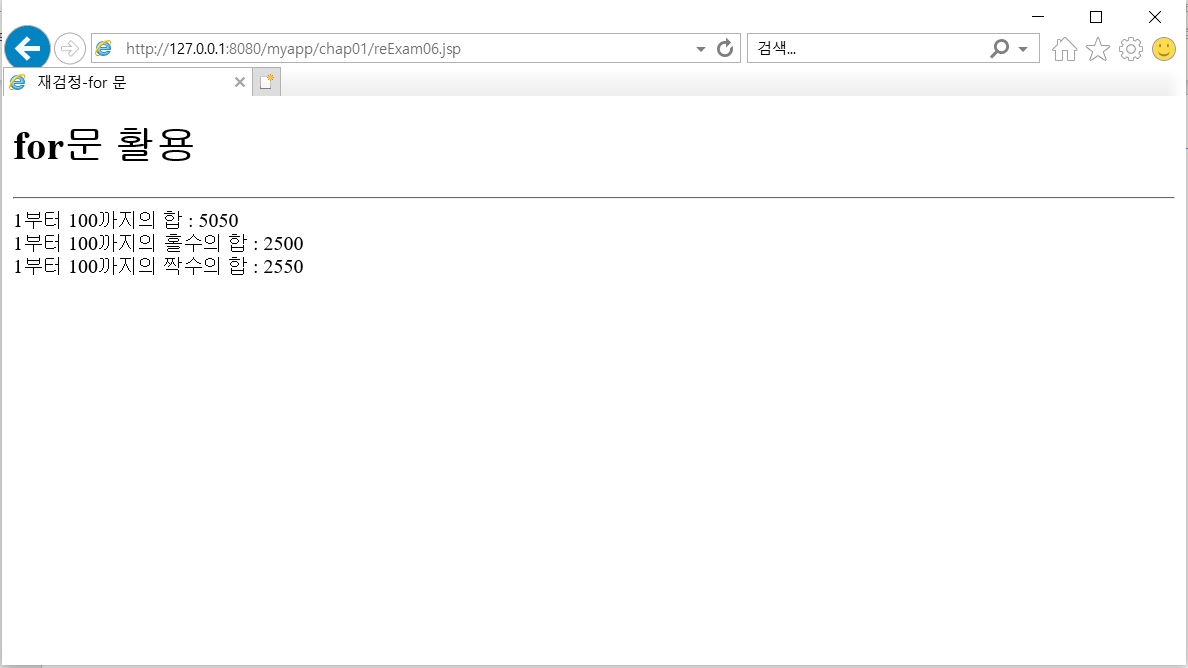 http://127.0.0.1:8080/myapp/chap01/reExam06.jsp
검색...
재검정-for 문
for문 활용
1부터 100까지의 합 : 5050
1부터 100까지의 홀수의 합 : 2500
1부터 100까지의 짝수의 합 : 2550